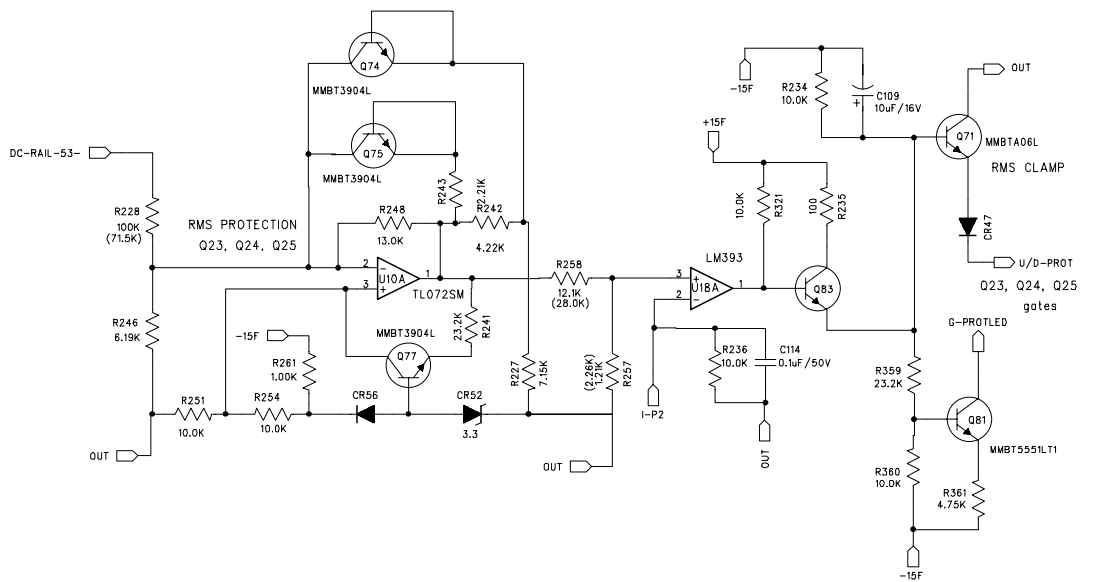 Q74
MMBT3904L
Q75
MMBT3904L
DC-RAIL-53-
R228
100K
(71.5K)
RMS PROTECTION
Q23, Q24, Q25
R248
13.0K
R243
2.21K
R242
4.22K
2
-
3
+
U10A
1
TL072SM
R246
6.19K
-15F
R261
1.00K
MMBT3904L
Q77
23.2K
R241
R251
10.0K
R254
10.0K
CR56
CR52
3.3
R227
7.15K
OUT
R258
12.1K
(28.0K)
(2.26K)
1.21K
R257
OUT
LM393
3
+
2
-
U18A
1
R236
10.0K
C114
0.1uF/50V
I-P2
OUT
+15F
10.0K
R321
100
R235
Q83
-15F
R234
10.0K
+
C109
10uF/16V
OUT
Q71
MMBTA06L
RMS CLAMP
CR47
U/D-PROT
Q23, Q24, Q25
gates
G-PROTLED
R359
23.2K
Q81
MMBT5551LT1
R360
10.0K
R361
4.75K
-15F